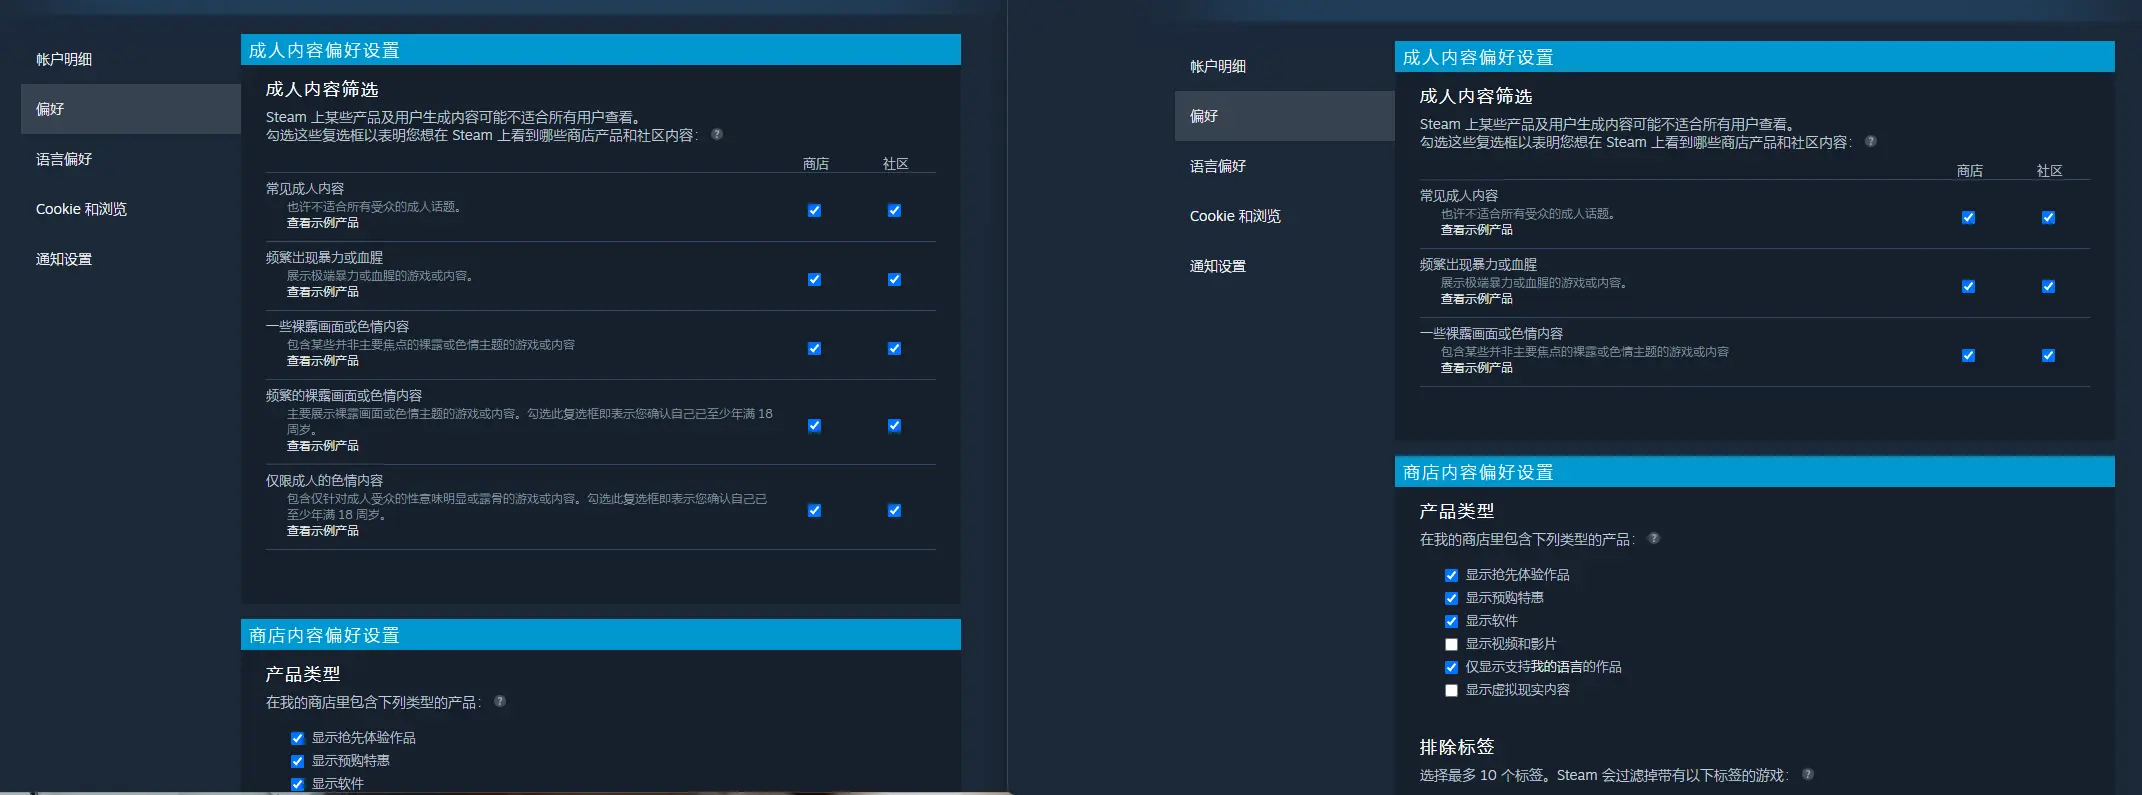 帐户明细
偏好
语言偏好
Cookie 和浏览
通知设置
成人内容偏好设置
成人内容筛选
Steam 上某些产品及用户生成内容可能不适合所有用户查看。
勾选这些复选框以表明您想在 Steam 上看到哪些商店产品和社区内容：
商店 社区
常见成人内容
也许不适合所有受众的成人话题。
查看示例产品
频繁出现暴力或血腥
展示极端暴力或血腥的游戏或内容。
查看示例产品
一些裸露画面或色情内容
包含某些并非主要焦点的裸露或色情主题的游戏或内容
查看示例产品
频繁的裸露画面或色情内容
主要展示裸露画面或色情主题的游戏或内容。勾选此复选框即表示您确认自己已至少年满 18
周岁。
查看示例产品
仅限成人的色情内容
包含仅针对成人受众的性意味明显或露骨的游戏或内容。勾选此复选框即表示您确认自己已
至少年满 18 周岁。
查看示例产品
商店内容偏好设置
产品类型
在我的商店里包含下列类型的产品：
显示抢先体验作品
显示预购特惠
显示软件
帐户明细
偏好
语言偏好
Cookie 和浏览
通知设置
成人内容偏好设置
成人内容筛选
Steam 上某些产品及用户生成内容可能不适合所有用户查看。
勾选这些复选框以表明您想在 Steam 上看到哪些商店产品和社区内容：
商店 社区
常见成人内容
也许不适合所有受众的成人话题。
查看示例产品
频繁出现暴力或血腥
展示极端暴力或血腥的游戏或内容。
查看示例产品
一些裸露画面或色情内容
包含某些并非主要焦点的裸露或色情主题的游戏或内容
查看示例产品
商店内容偏好设置
产品类型
在我的商店里包含下列类型的产品：
显示抢先体验作品
显示预购特惠
显示软件
显示视频和影片
仅显示支持我的语言的作品
显示虚拟现实内容
排除标签
选择最多 10 个标签。Steam 会过滤掉带有以下标签的游戏：